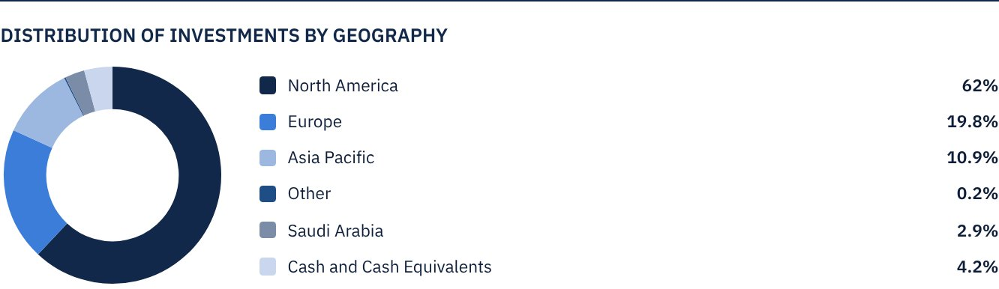 DISTRIBUTION OF INVESTMENTS BY GEOGRAPHY
North America 62%
Europe 19.8%
Asia Pacific 10.9%
Other 0.2%
Saudi Arabia 2.9%
Cash and Cash Equivalents 4.2%